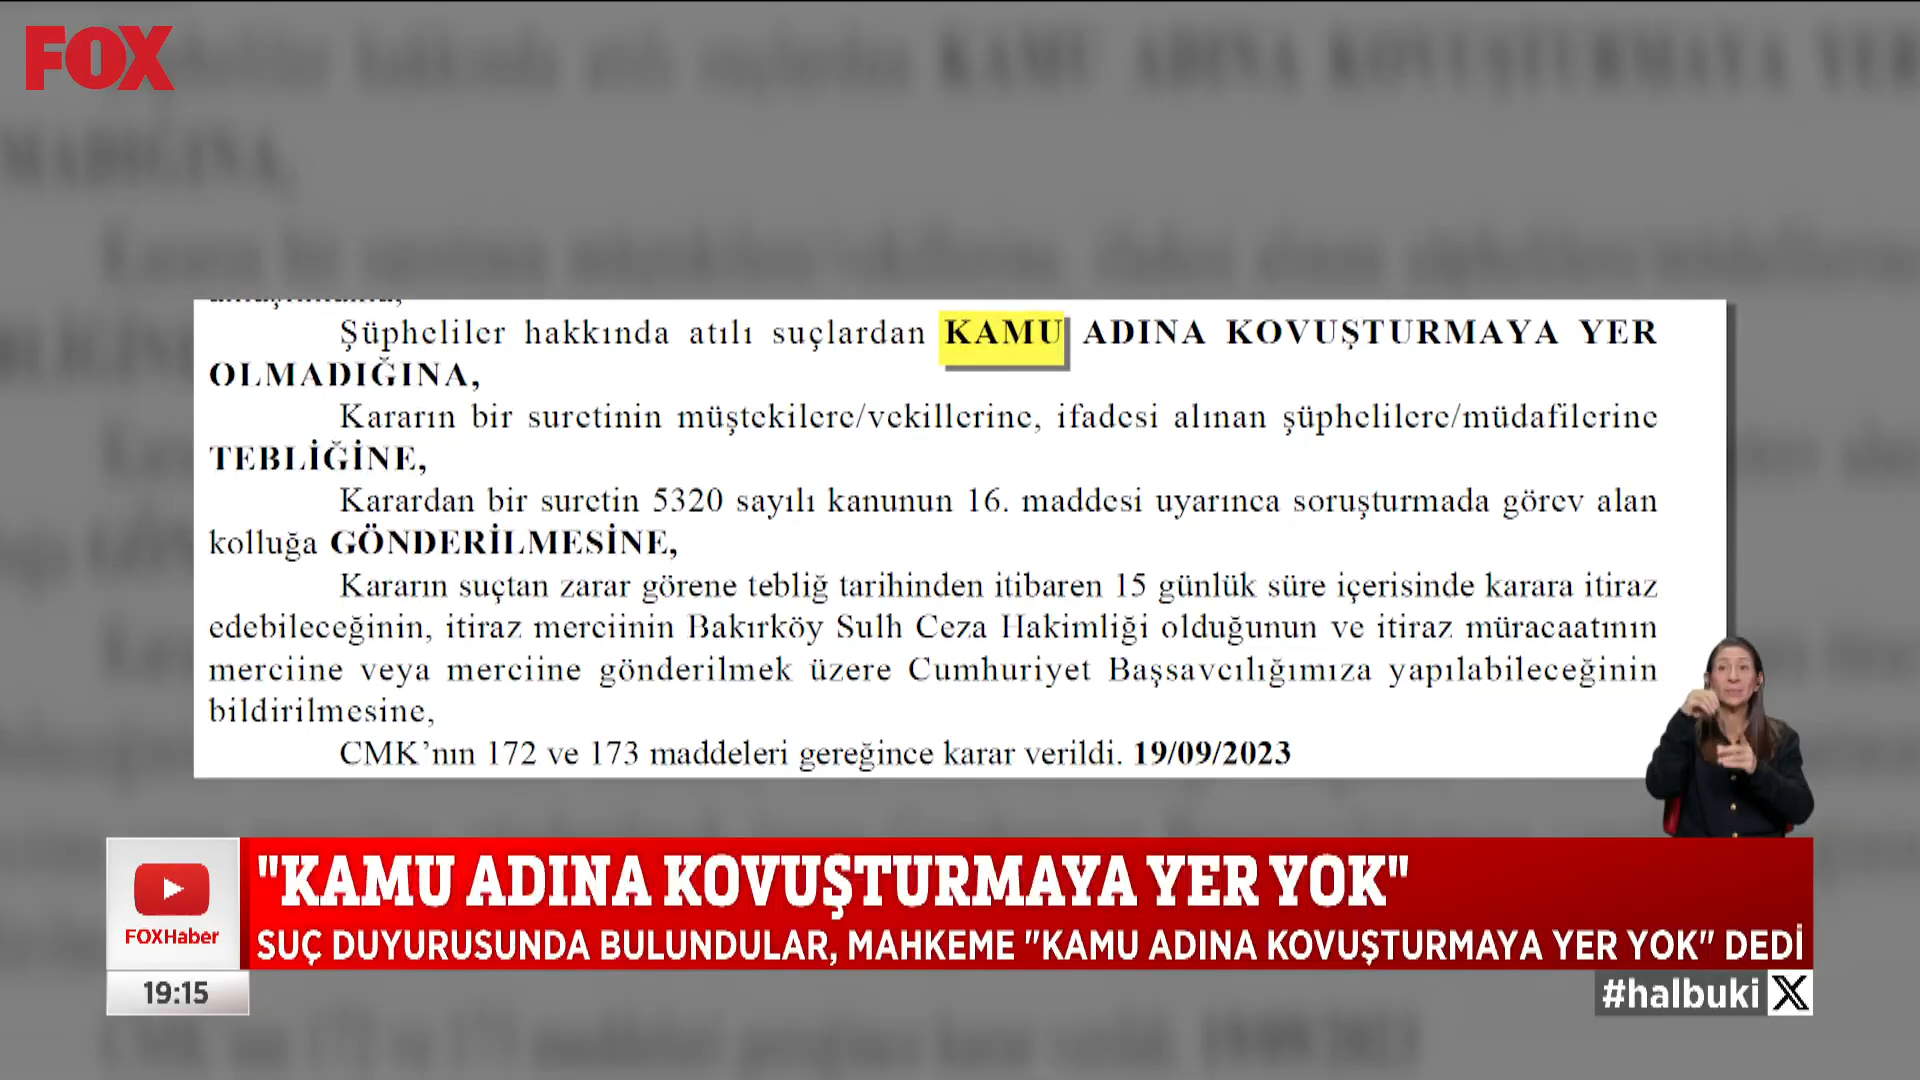 FOX
Şüpheliler hakkında atılı suçlardan KAMU ADINA KOVUŞTURMAYA YER
OLMADIĞINA,
Kararın bir suretinin müştekilere/vekillerine, ifadesi alınan şüphelilere/müdafilerine
TEBLİĞİNE,
Karardan bir suretin 5320 sayılı kanunun 16. maddesi uyarınca soruşturmada görev alan
kolluğa GÖNDERİLMESİNE,
Kararın suçtan zarar görene tebliğ tarihinden itibaren 15 günlük süre içerisinde karara itiraz
edebileceğinin, itiraz merciinin Bakırköy Sulh Ceza Hakimliği olduğunun ve itiraz müracaatının
merciine veya merciine gönderilmek üzere Cumhuriyet Başsavcılığımıza yapılabileceğinin
bildirilmesine,
CMK’nın 172 ve 173 maddeleri gereğince karar verildi. 19/09/2023
"KAMU ADINA KOVUŞTURMAYA YER YOK"
FOXHaber
SUÇ DUYURUSUNDA BULUNDULAR, MAHKEME "KAMU ADINA KOVUŞTURMAYA YER YOK" DEDİ
19:15
#halbuki X